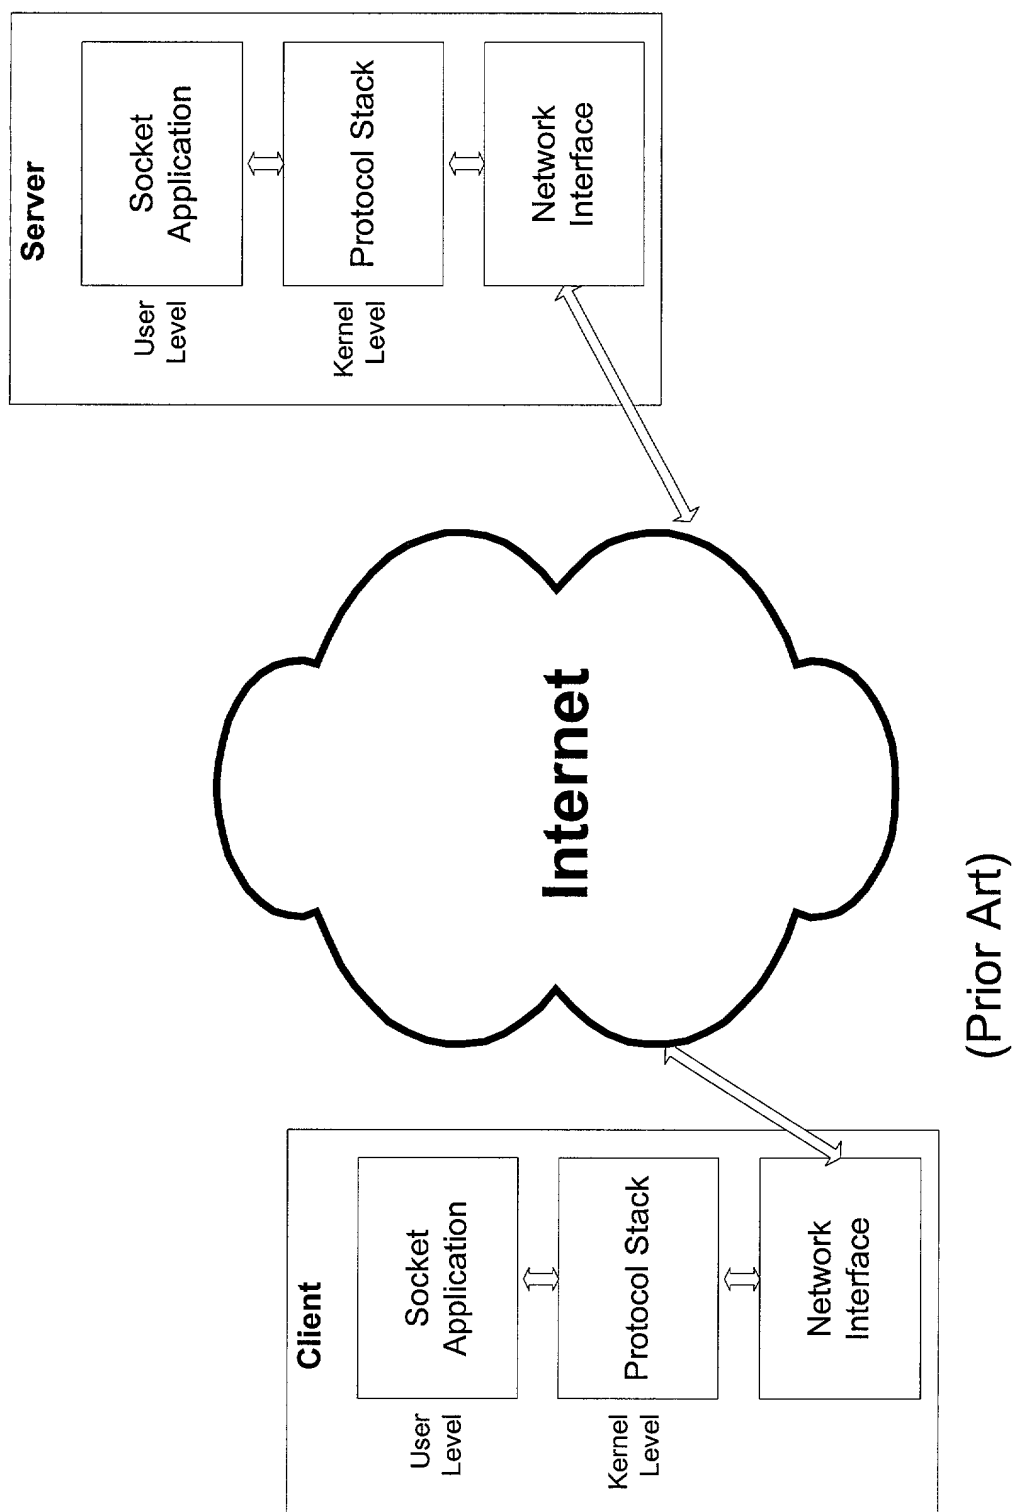 Client
User
Level
Socket
Application
Kernel
Level
Protocol Stack
Network
Interface
Internet
Server
User
Level
Socket
Application
Kernel
Level
Protocol Stack
Network
Interface
(Prior Art)